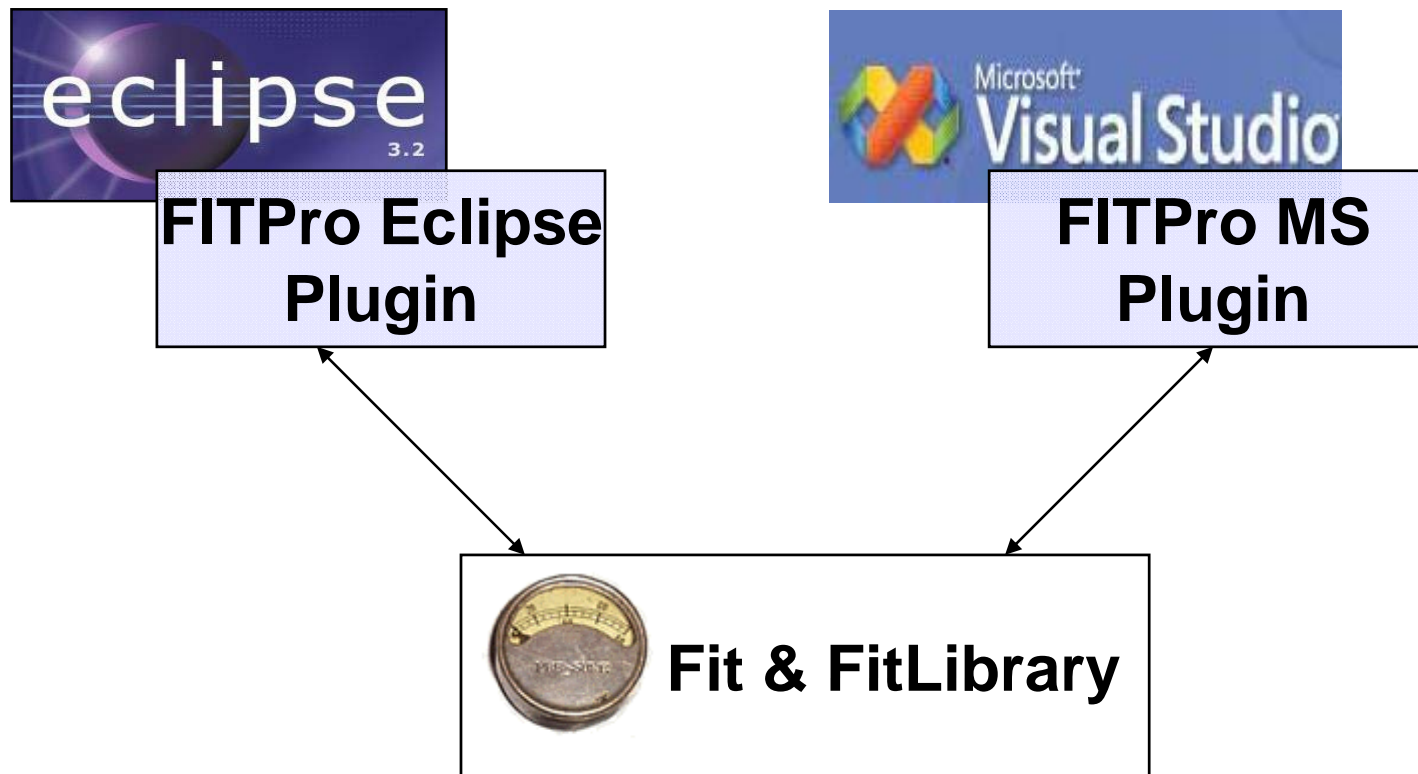 eclipse
3.2
FITPro Eclipse
Plugin
Microsoft
Visual Studio
FITPro MS
Plugin
Fit & FitLibrary